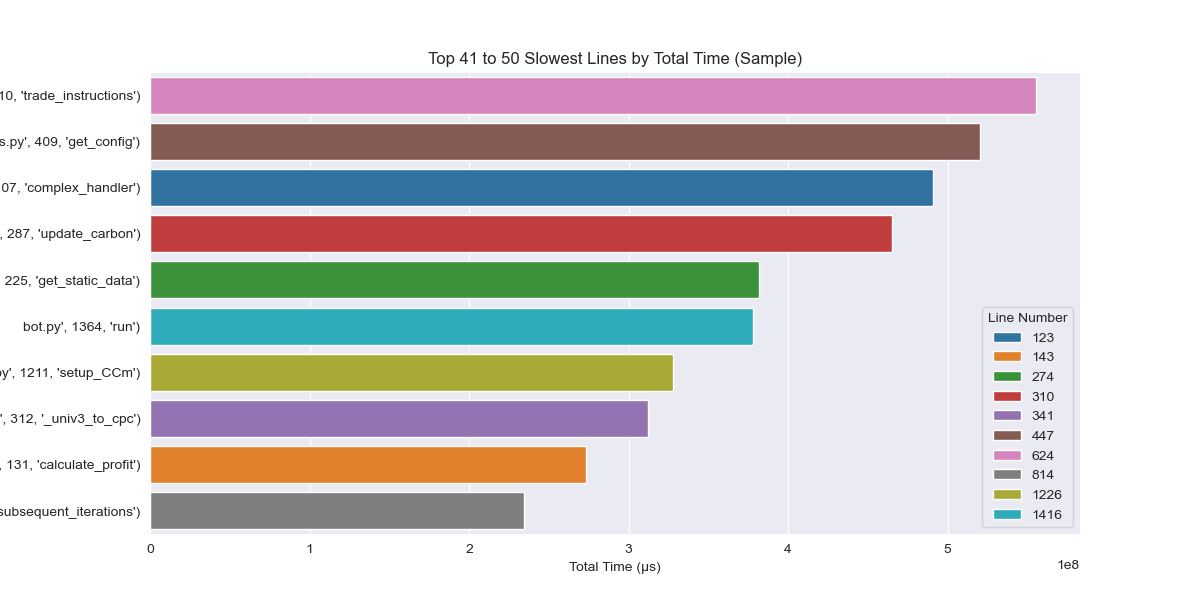 Top 41 to 50 Slowest Lines by Total Time (Sample)
10, 'trade_instructions')
s.py', 409, 'get_config')
07, 'complex_handler')
, 287, 'update_carbon')
225, 'get_static_data')
bot.py', 1364, 'run')
py', 1211, 'setup_CCm')
', 312, '_univ3_to_cpc')
, 131, 'calculate_profit')
subsequent_iterations')
Line Number
123
143
274
310
341
447
624
814
1226
1416
0 1 2 3 4 5
1e8
Total Time (µs)